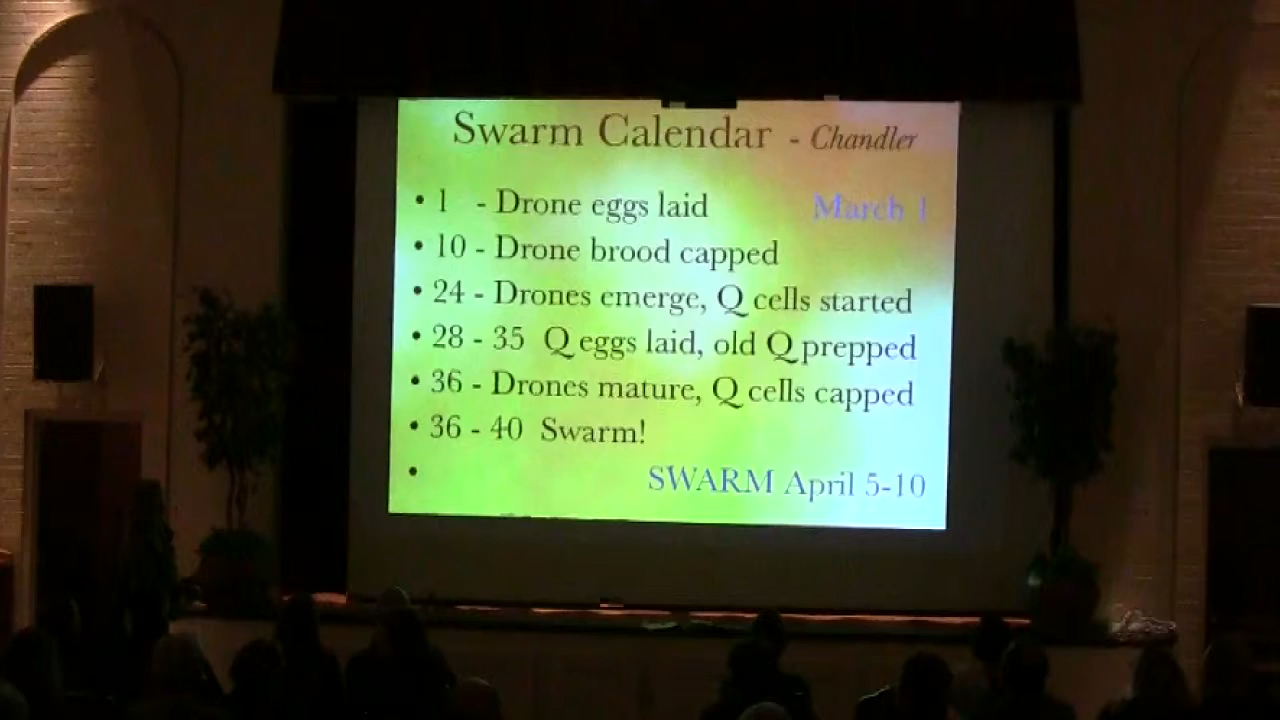 Swarm Calendar - Chandler
• 1 - Drone eggs laid March 1
• 10 - Drone brood capped
• 24 - Drones emerge, Q cells started
• 28 - 35 Q eggs laid, old Q prepped
• 36 - Drones mature, Q cells capped
• 36 - 40 Swarm!
• SWARM April 5-10